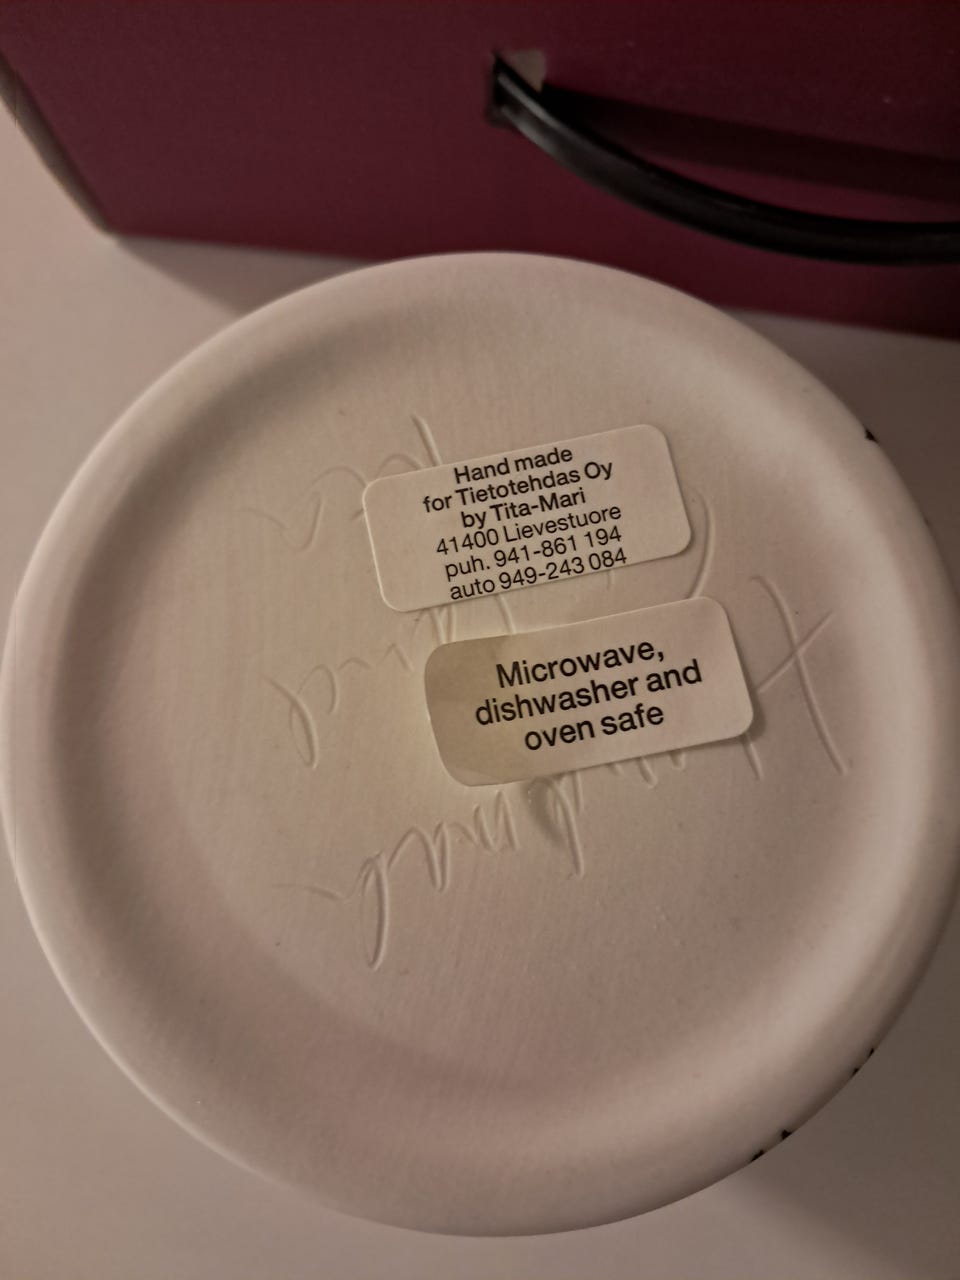 Hand made
for Tietotehdas Oy
by Tita-Mari
41400 Lievestuore
puh. 941-861 194
auto 949-243 084
Microwave,
dishwasher and
oven safe